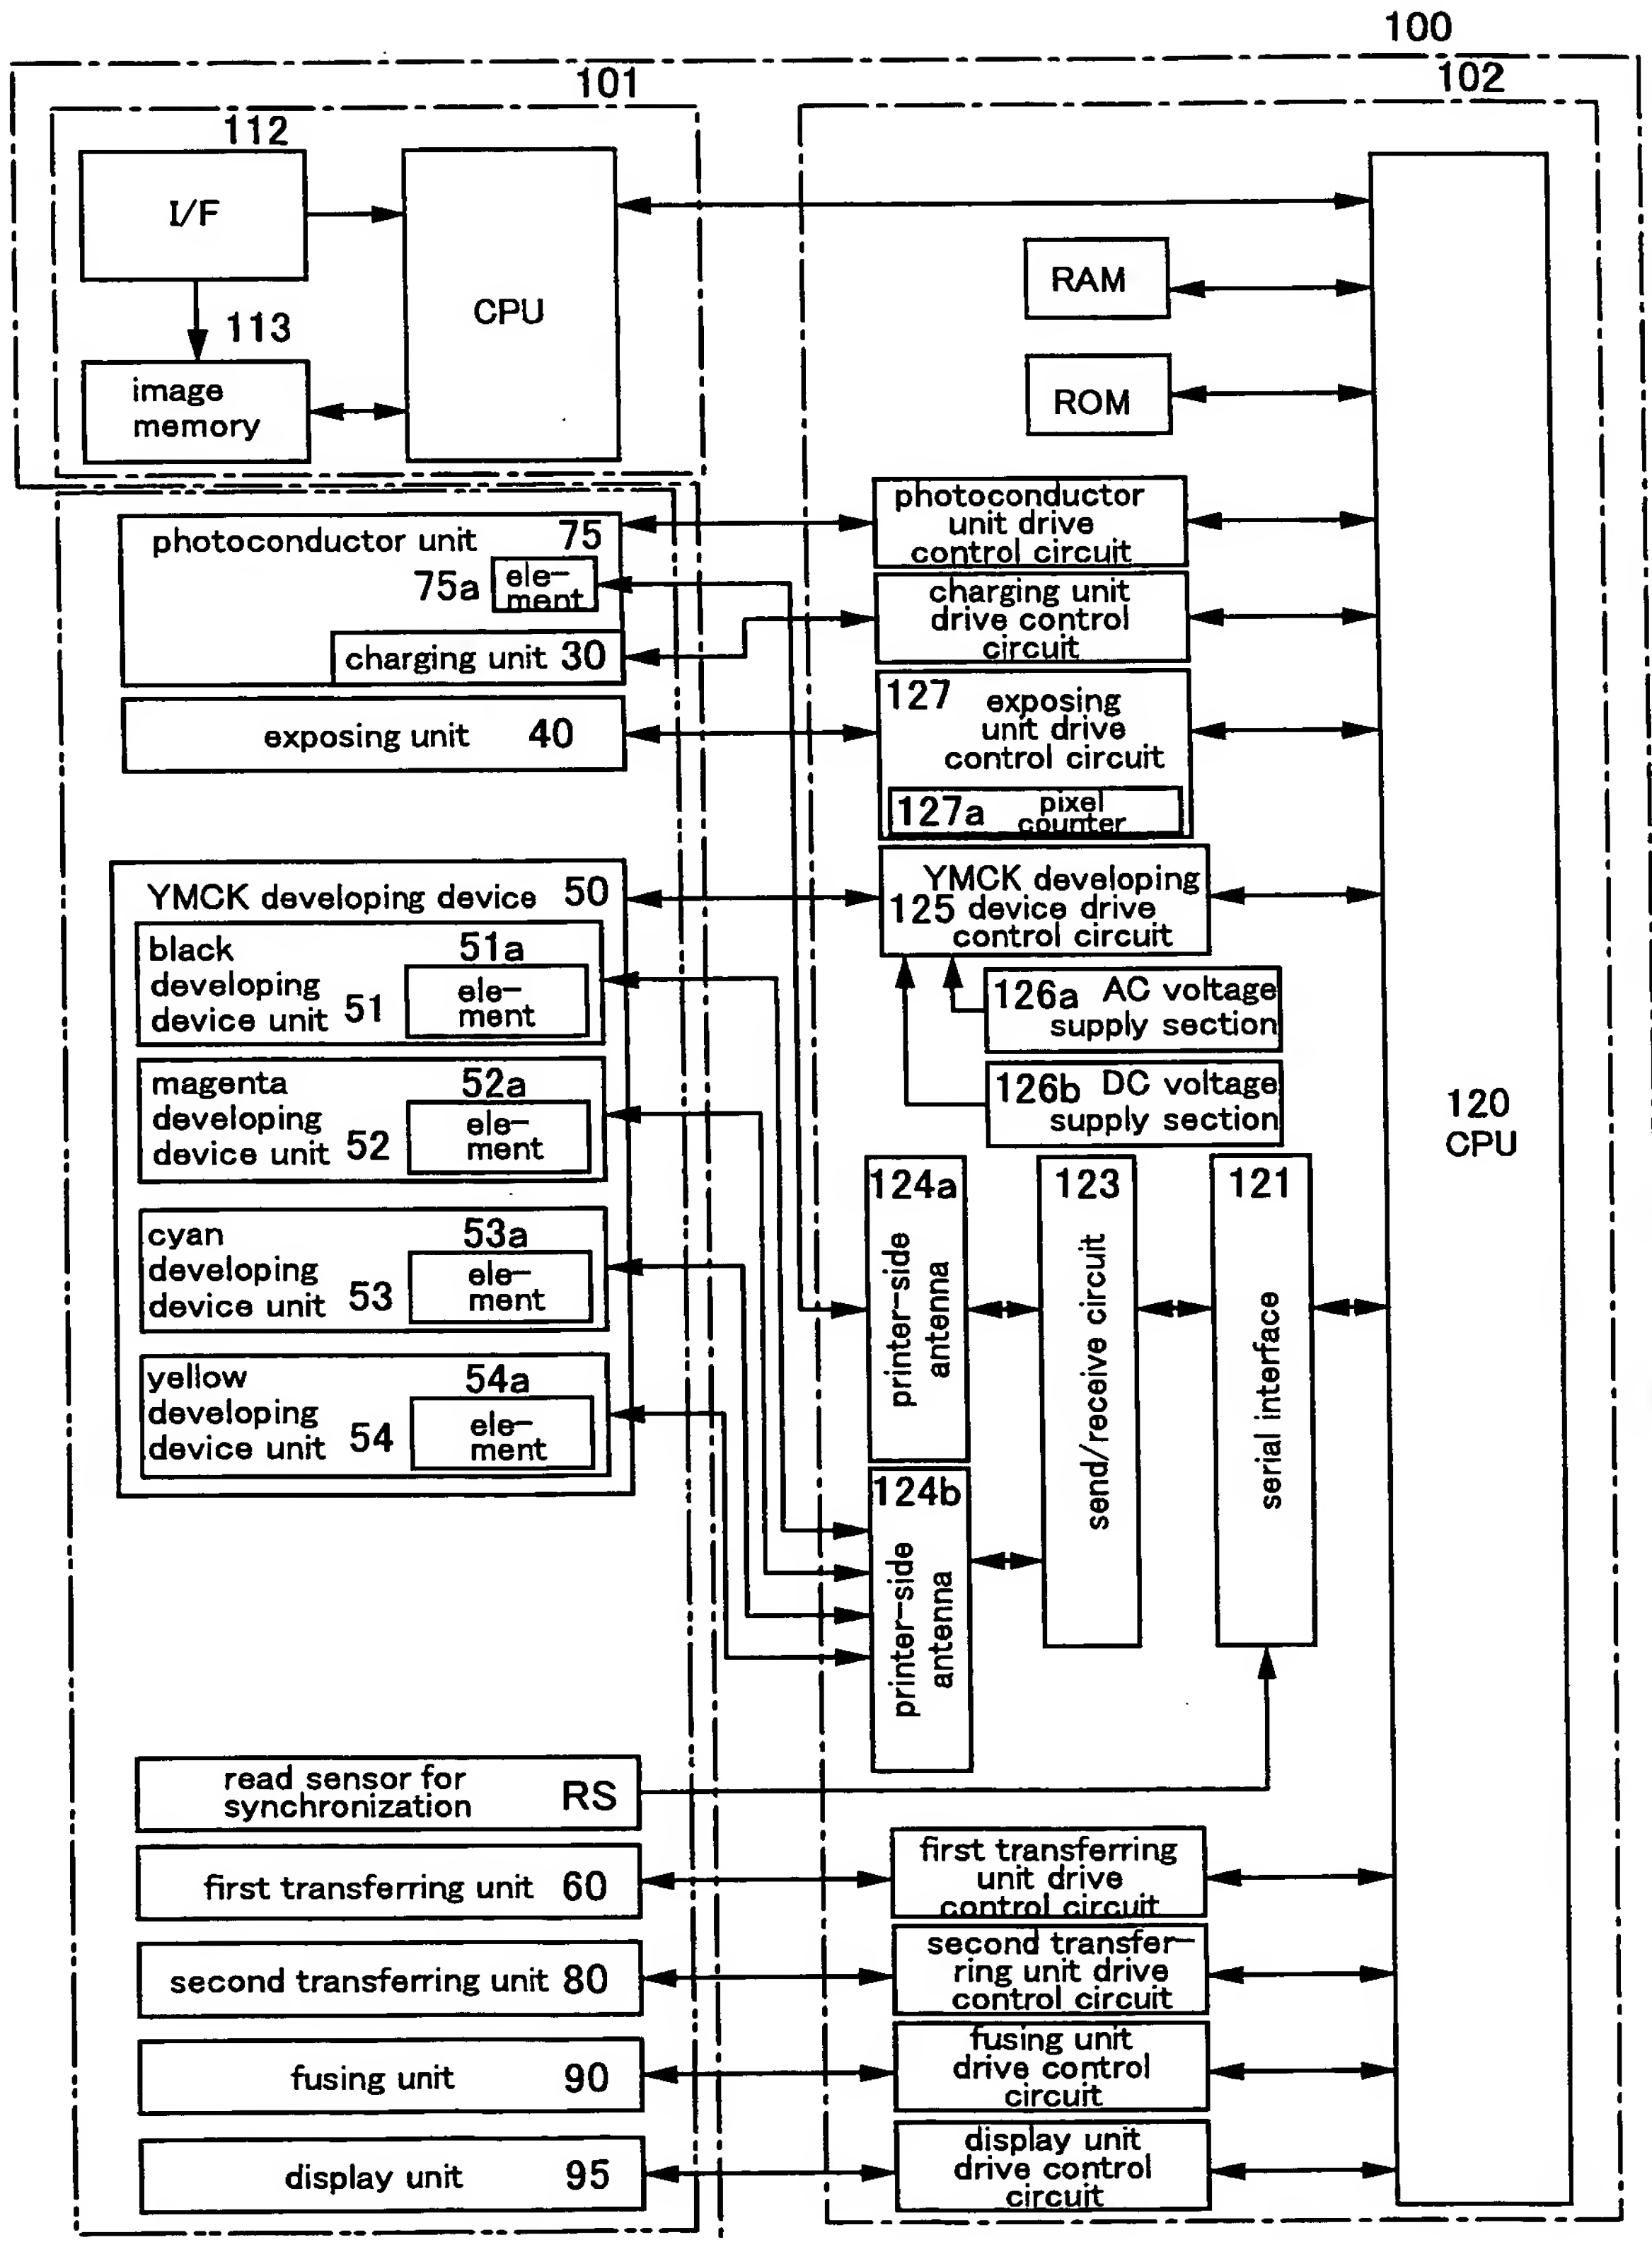 100
101
102
112
I/F
CPU
113
image
memory
RAM
ROM
photoconductor unit 75
75a
ele-
ment
charging unit 30
exposing unit 40
photoconductor
unit drive
control circuit
charging unit
drive control
circuit
127 exposing
unit drive
control circuit
127a pixel
counter
YMCK developing device 50
black
developing
device unit 51
51a
ele-
ment
magenta
developing
device unit 52
52a
ele-
ment
cyan
developing
device unit 53
53a
ele-
ment
yellow
developing
device unit 54
54a
ele-
ment
YMCK developing
125 device drive
control circuit
126a AC voltage
supply section
126b DC voltage
supply section
120
CPU
124a
printer-side
antenna
124b
printer-side
antenna
123
send/receive circuit
121
serial interface
read sensor for
synchronization RS
first transferring unit 60
second transferring unit 80
fusing unit 90
display unit 95
first transferring
unit drive
control circuit
second transfer-
ring unit drive
control circuit
fusing unit
drive control
circuit
display unit
drive control
circuit